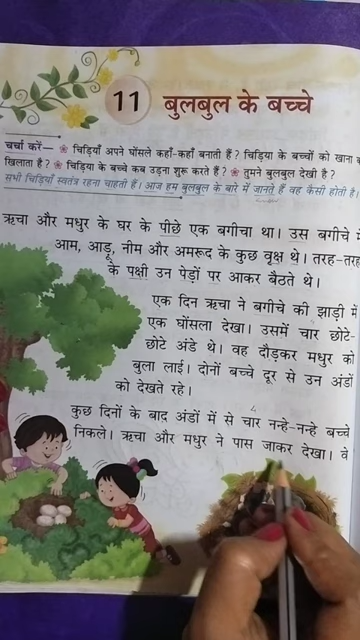 11 बुलबुल के बच्चे
चर्चा करें— चिड़ियाँ अपने घोंसले कहाँ-कहाँ बनाती हैं? चिड़िया के बच्चों को खाना
खिलाता है? चिड़िया के बच्चे कब उड़ना शुरू करते हैं? तुमने बुलबुल देखी है?
सभी चिड़ियाँ स्वतंत्र रहना चाहती हैं। आज हम बुलबुल के बारे में जानते हैं वह कैसी होती है।
ऋचा और मधुर के घर के पीछे एक बगीचा था। उस बगीचे में
आम, आड़ू, नीम और अमरूद के कुछ वृक्ष थे। तरह-तरह
के पक्षी उन पेड़ों पर आकर बैठते थे।
एक दिन ऋचा ने बगीचे की झाड़ी में
एक घोंसला देखा। उसमें चार छोटे-
छोटे अंडे थे। वह दौड़कर मधुर को
बुला लाई। दोनों बच्चे दूर से उन अंडों
को देखते रहे।
कुछ दिनों के बाद अंडों में से चार नन्हे-नन्हे बच्चे
निकले। ऋचा और मधुर ने पास जाकर देखा। वे